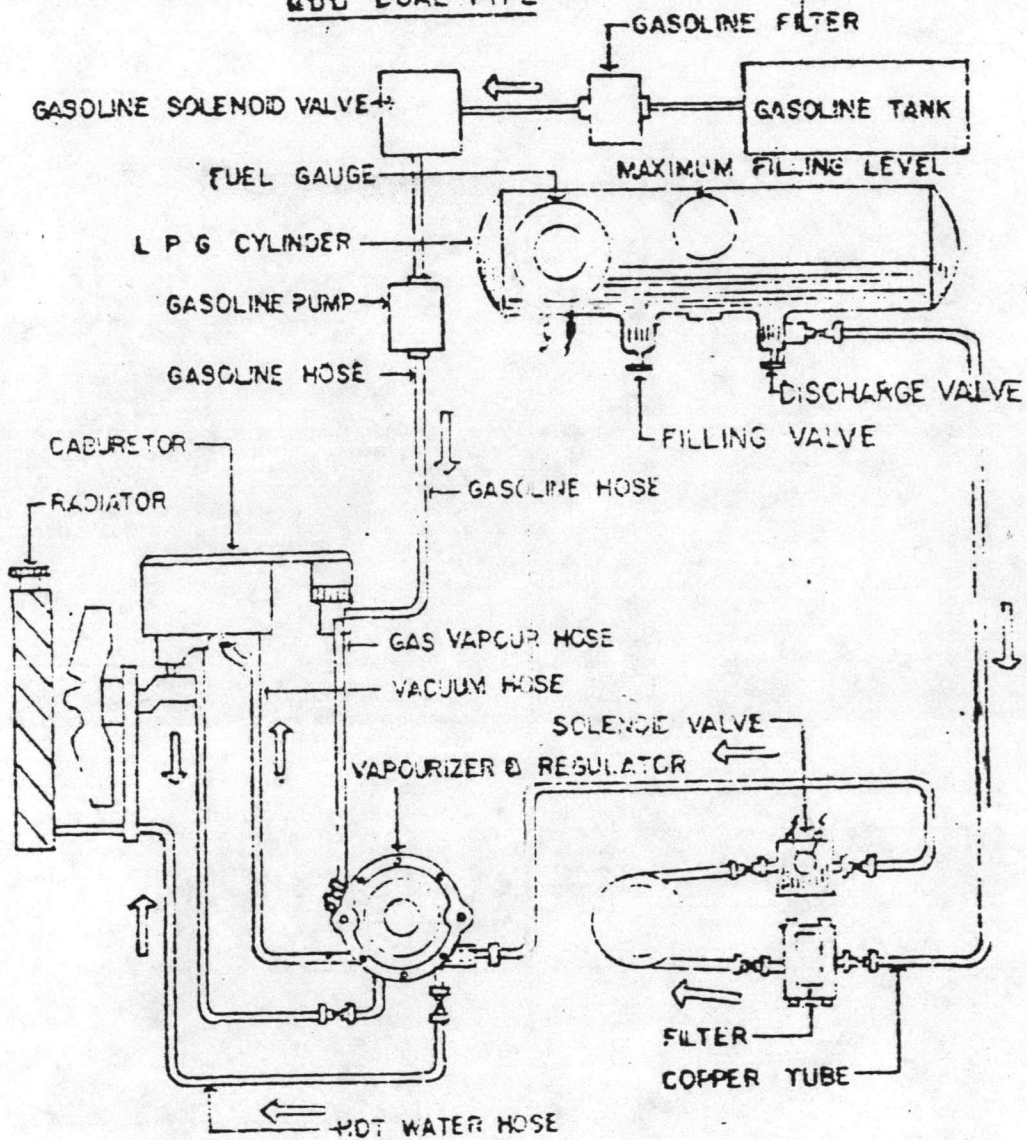 DUAL TYPE
GASOLINE FILTER
GASOLINE SOLENOID VALVE
GASOLINE TANK
FUEL GAUGE
MAXIMUM FILLING LEVEL
L P G CYLINDER
GASOLINE PUMP
GASOLINE HOSE
DISCHARGE VALVE
FILLING VALVE
CABURETOR
GASOLINE HOSE
RADIATOR
GAS VAPOUR HOSE
VACUUM HOSE
SOLENOID VALVE
VAPOURIZER & REGULATOR
FILTER
COPPER TUBE
HOT WATER HOSE